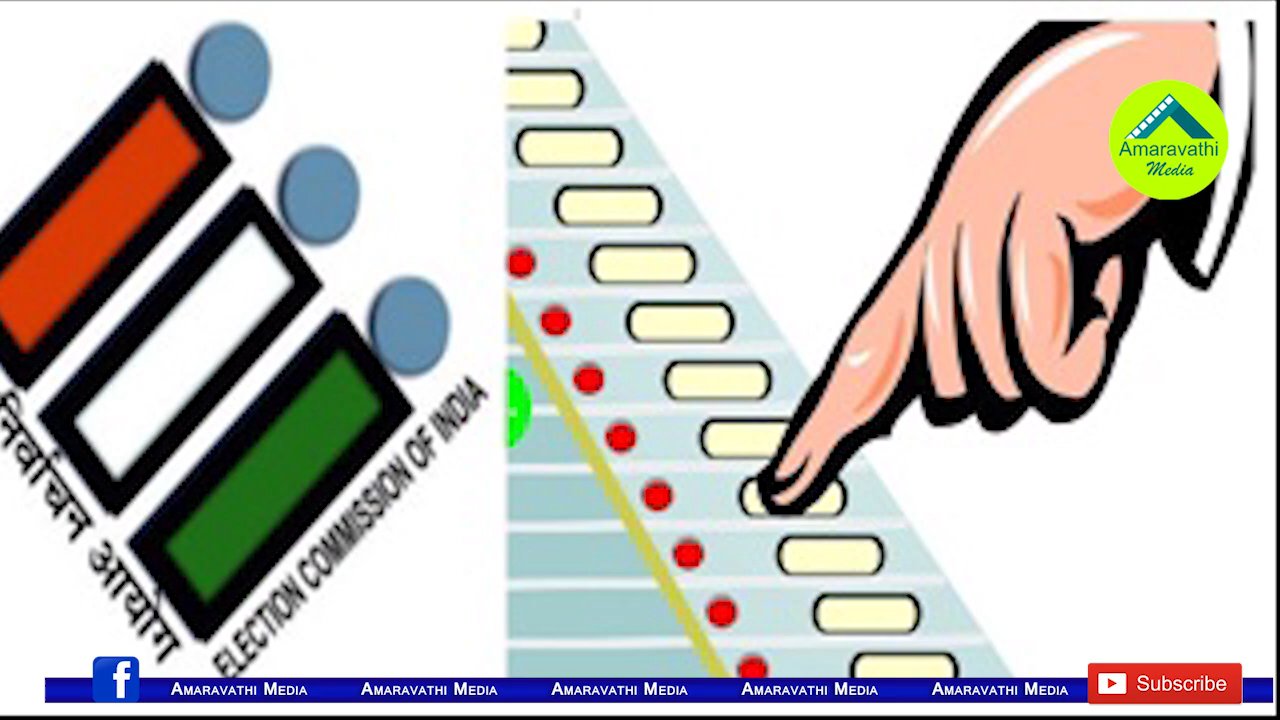 निर्वाचन आयोग
ELECTION COMMISSION OF INDIA
Amaravathi
Media
f
AMARAVATHI MEDIA AMARAVATHI MEDIA AMARAVATHI MEDIA AMARAVATHI MEDIA AMARAVATHI MEDIA
Subscribe